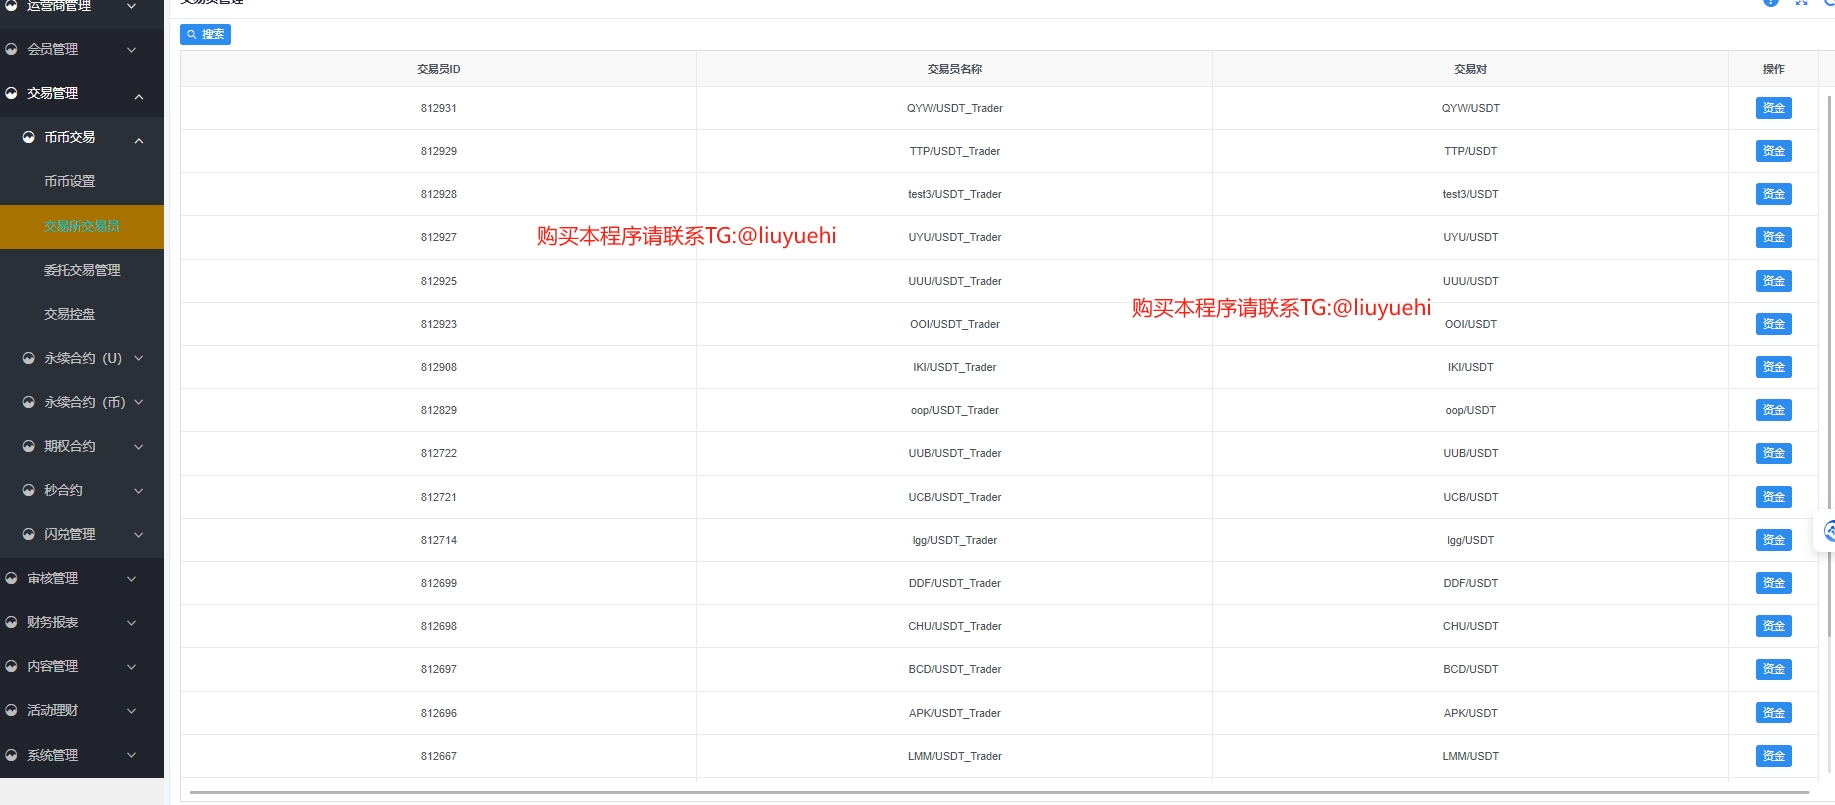 运营商管理
会员管理
交易管理
币币交易
币币设置
交易所交易员
委托交易管理
交易控盘
永续合约（U）
永续合约（币）
期权合约
秒合约
闪兑管理
审核管理
财务报表
内容管理
活动理财
系统管理
交易员管理
搜索
交易员ID 交易员名称 交易对 操作
812931 QYW/USDT_Trader QYW/USDT 资金
812929 TTP/USDT_Trader TTP/USDT 资金
812928 test3/USDT_Trader test3/USDT 资金
812927 UYU/USDT_Trader UYU/USDT 资金
购买本程序请联系TG:@liuyuehi
812925 UUU/USDT_Trader UUU/USDT 资金
购买本程序请联系TG:@liuyuehi
812923 OOI/USDT_Trader OOI/USDT 资金
812908 IKI/USDT_Trader IKI/USDT 资金
812829 oop/USDT_Trader oop/USDT 资金
812722 UUB/USDT_Trader UUB/USDT 资金
812721 UCB/USDT_Trader UCB/USDT 资金
812714 lgg/USDT_Trader lgg/USDT 资金
812699 DDF/USDT_Trader DDF/USDT 资金
812698 CHU/USDT_Trader CHU/USDT 资金
812697 BCD/USDT_Trader BCD/USDT 资金
812696 APK/USDT_Trader APK/USDT 资金
812667 LMM/USDT_Trader LMM/USDT 资金